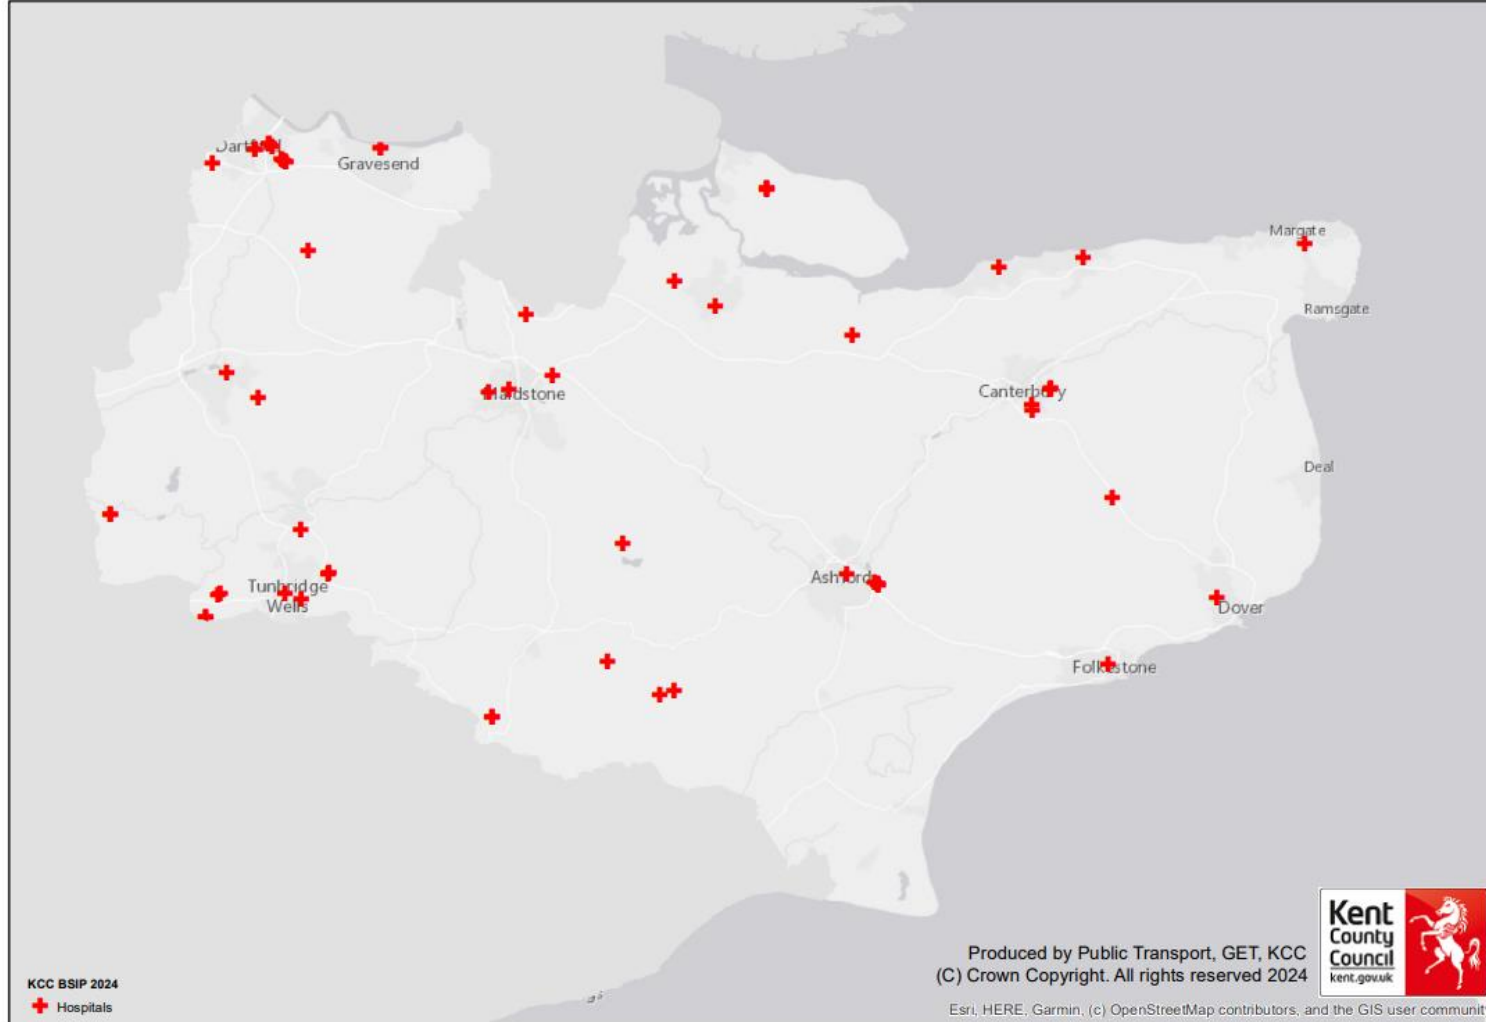 Dartford
Gravesend
Margate
Ramsgate
Maidstone
Canterbury
Deal
Tunbridge
Wells
Ashford
Dover
Folkestone
KCC BSIP 2024
Hospitals
Produced by Public Transport, GET, KCC
(C) Crown Copyright. All rights reserved 2024
Esri, HERE, Garmin, (c) OpenStreetMap contributors, and the GIS user communit
Kent
County
Council
kent.gov.uk